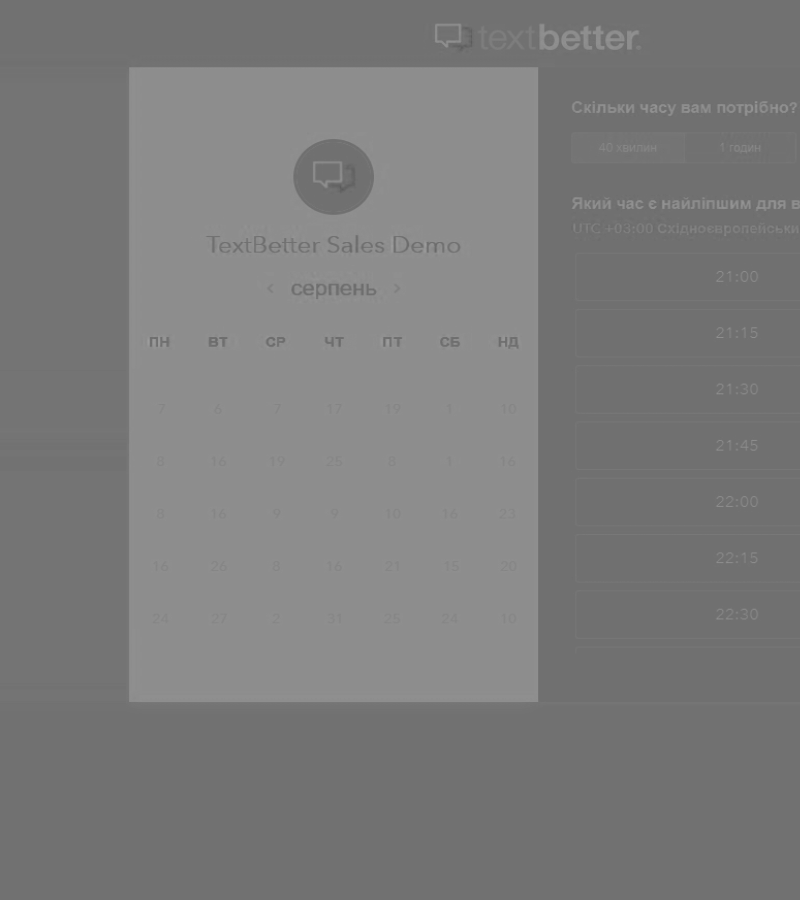 textbetter.
TextBetter Sales Demo
‹ серпень ›
ПН ВТ СР ЧТ ПТ СБ НД
7 6 7 17 19 1 10
8 16 19 25 8 1 16
8 16 9 9 10 16 23
16 26 8 16 21 15 20
24 27 2 31 25 24 10
Скільки часу вам потрібно?
40 хвилин 1 годин
Який час є найліпшим для в
UTC +03:00 Східноєвропейськи
21:00
21:15
21:30
21:45
22:00
22:15
22:30